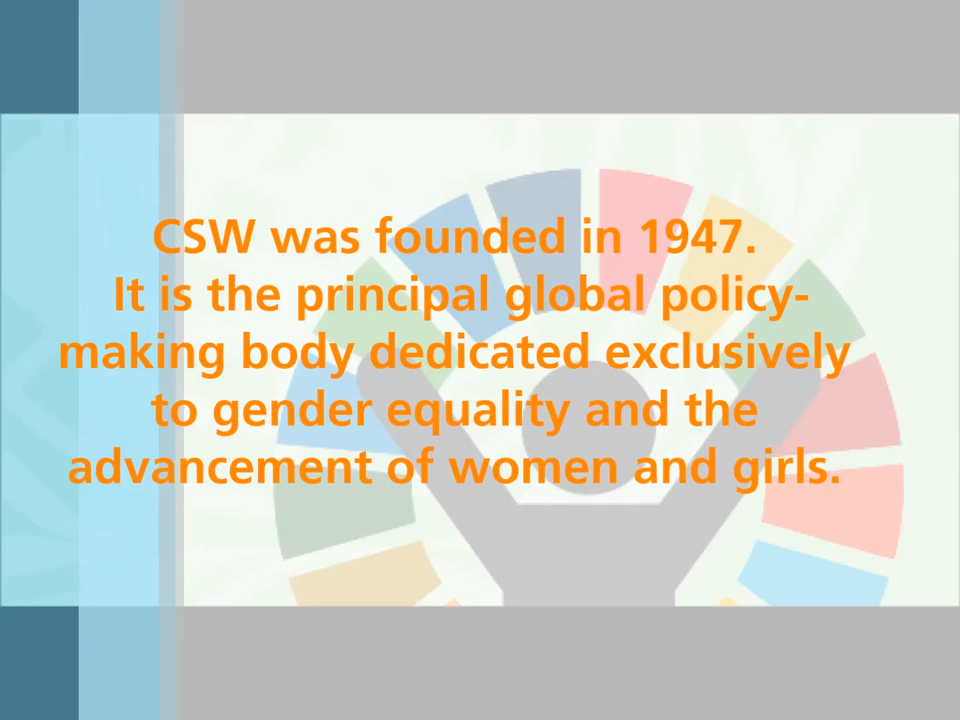 CSW was founded in 1947.
It is the principal global policy-
making body dedicated exclusively
to gender equality and the
advancement of women and girls.